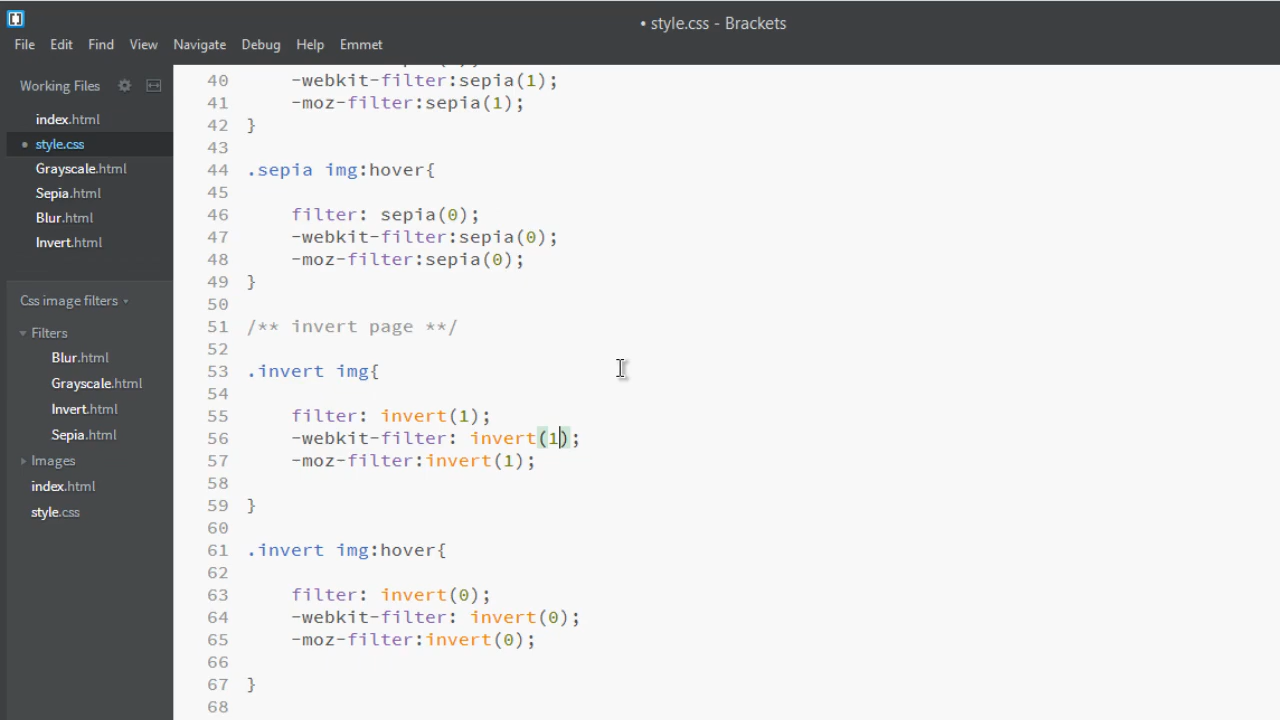 • style.css - Brackets
File Edit Find View Navigate Debug Help Emmet
Working Files
index.html
• style.css
Grayscale.html
Sepia.html
Blur.html
Invert.html
Css image filters
Filters
Blur.html
Grayscale.html
Invert.html
Sepia.html
Images
index.html
style.css
40 -webkit-filter:sepia(1);
41 -moz-filter:sepia(1);
42 }
43
44 .sepia img:hover{
45
46 filter: sepia(0);
47 -webkit-filter:sepia(0);
48 -moz-filter:sepia(0);
49 }
50
51 /** invert page **/
52
53 .invert img{
54
55 filter: invert(1);
56 -webkit-filter: invert(1);
57 -moz-filter:invert(1);
58
59 }
60
61 .invert img:hover{
62
63 filter: invert(0);
64 -webkit-filter: invert(0);
65 -moz-filter:invert(0);
66
67 }
68